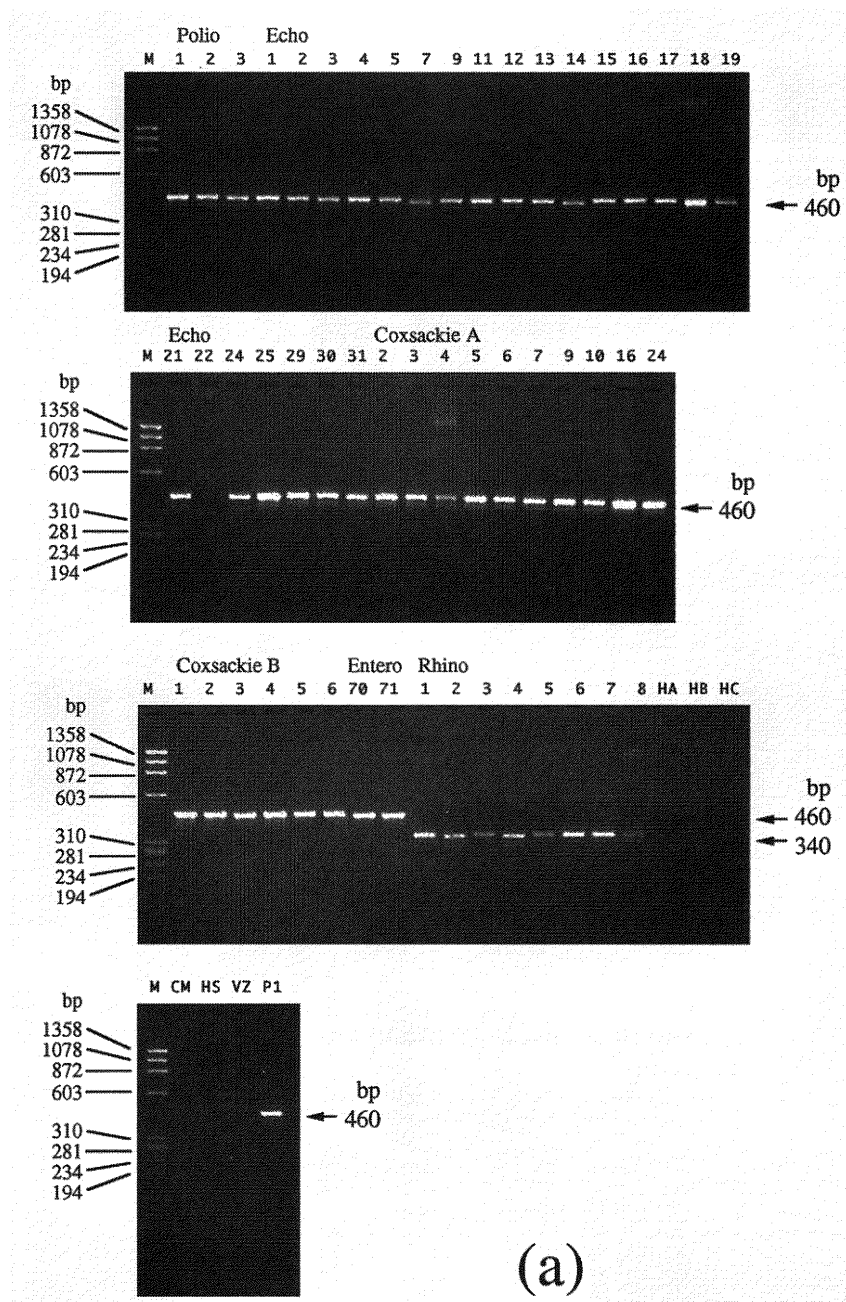 Polio Echo
M 1 2 3 1 2 3 4 5 7 9 11 12 13 14 15 16 17 18 19
bp
1358
1078
872
603
310
281
234
194
bp
460
Echo Coxsackie A
M 21 22 24 25 29 30 31 2 3 4 5 6 7 9 10 16 24
bp
1358
1078
872
603
310
281
234
194
bp
460
Coxsackie B Entero Rhino
M 1 2 3 4 5 6 70 71 1 2 3 4 5 6 7 8 HA HB HC
bp
1358
1078
872
603
310
281
234
194
bp
460
340
M CM HS VZ P1
bp
1358
1078
872
603
310
281
234
194
bp
460
(a)